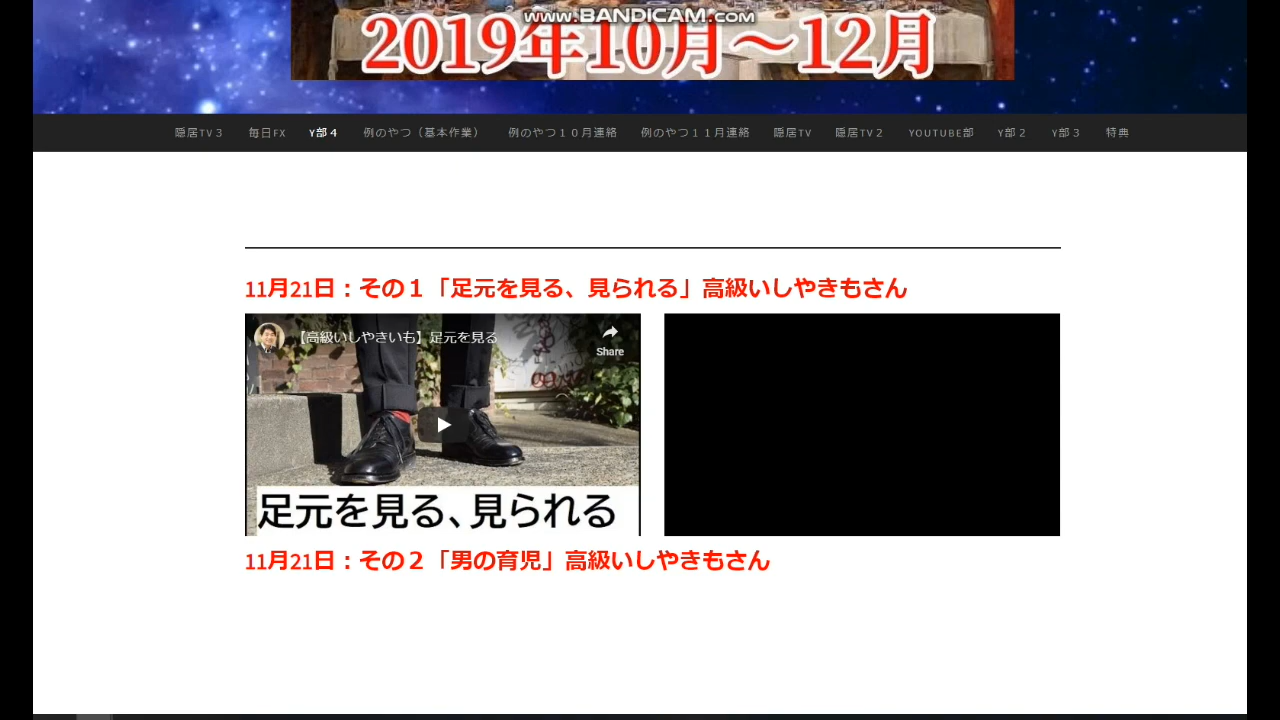 www.BANDICAM.com
2019年10月～12月
隠居TV３ 毎日FX Y部４ 例のやつ（基本作業） 例のやつ１０月連絡 例のやつ１１月連絡 隠居TV 隠居TV２ YOUTUBE部 Y部２ Y部３ 特典
11月21日：その１「足元を見る、見られる」高級いしやきもさん
【高級いしやきいも】足元を見る
Share
足元を見る、見られる
11月21日：その２「男の育児」高級いしやきもさん